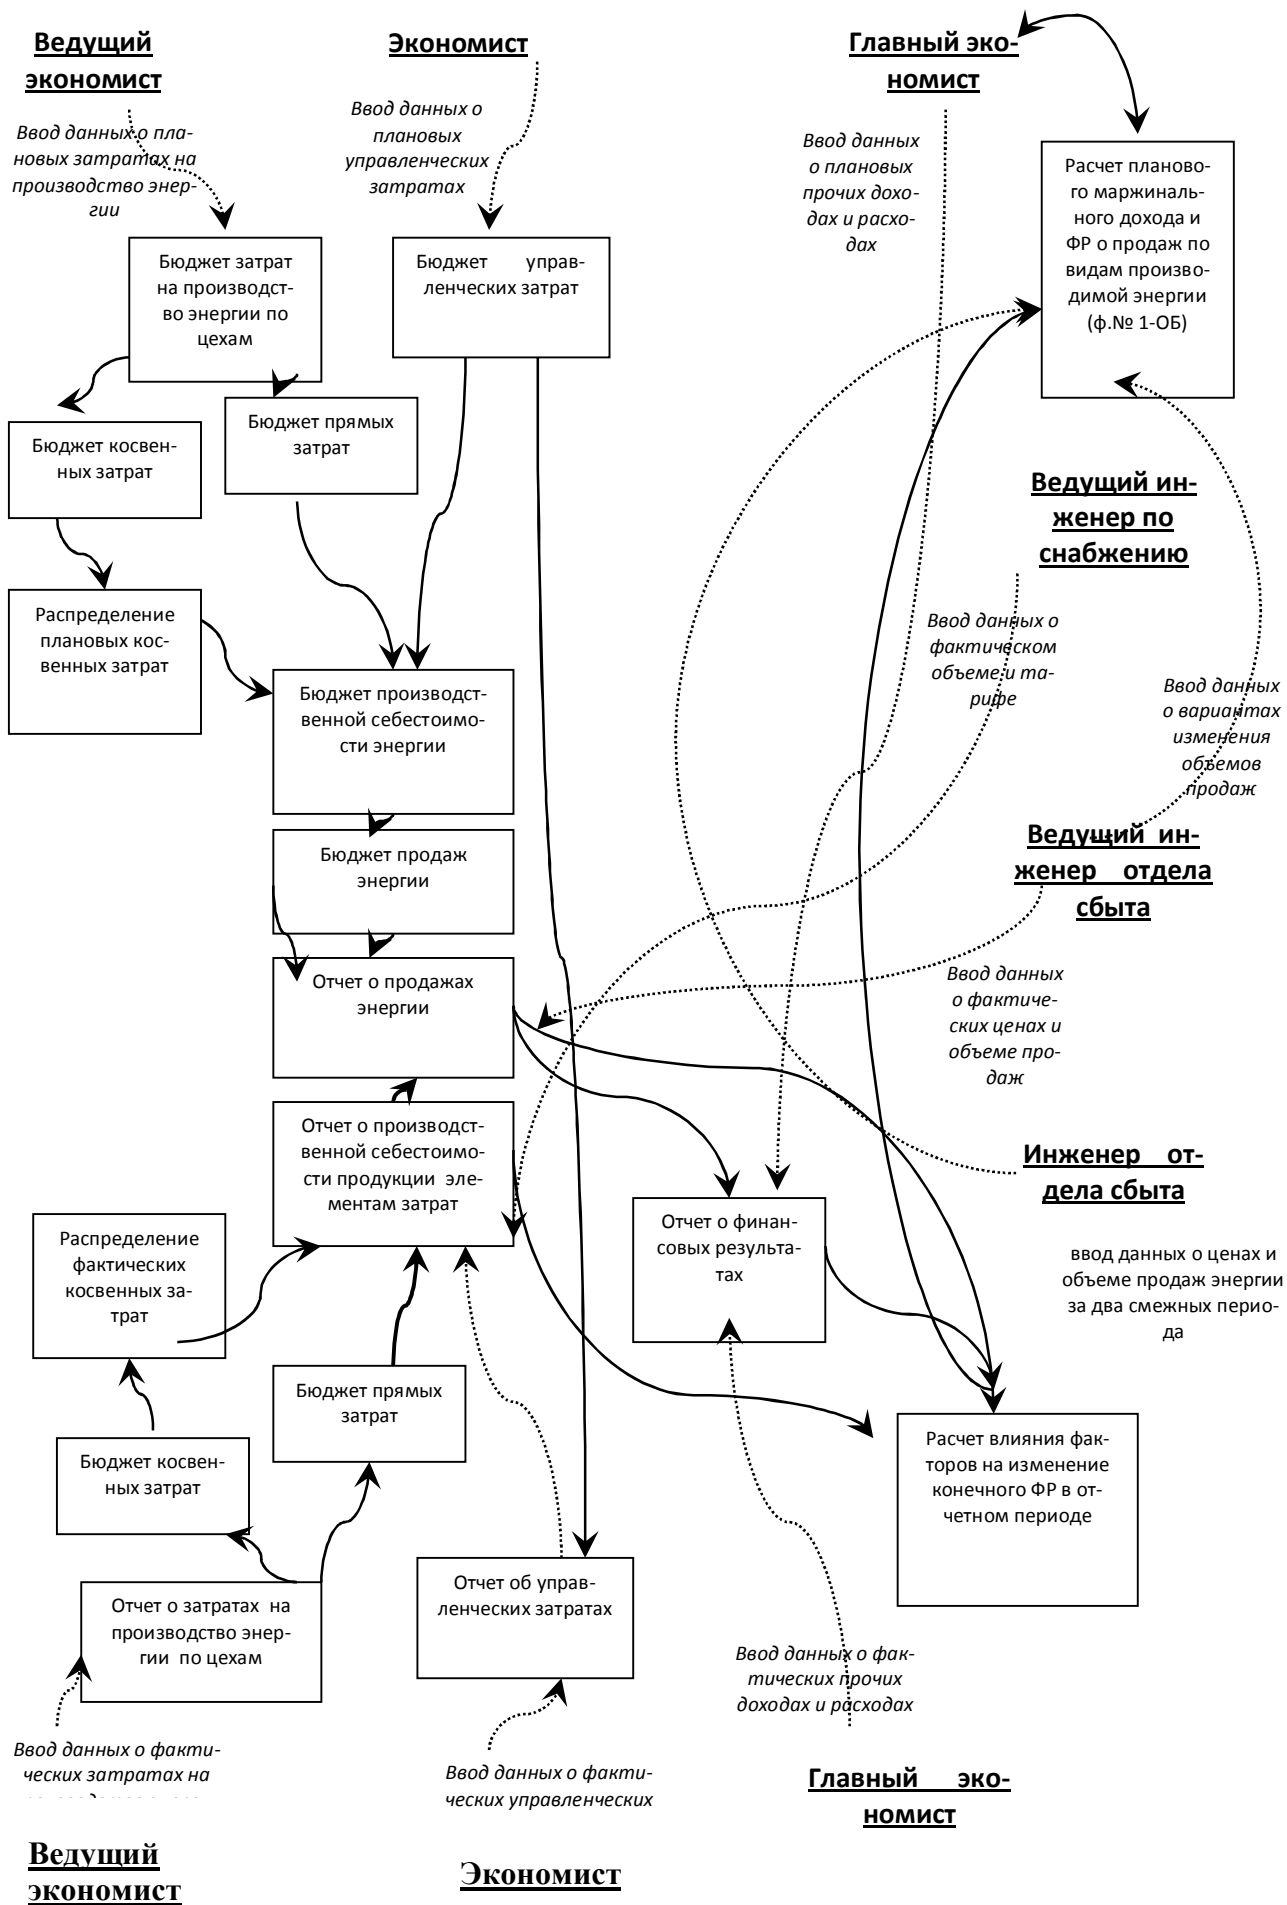 Ведущий
экономист
Экономист
Главный эко-
номист
Ввод данных о пла-
новых затратах на
производство энер-
гии
Ввод данных о
плановых
управленческих
затратах
Ввод данных
о плановых
прочих дохо-
дах и расхо-
дах
Расчет планово-
го маржиналь-
ного дохода и
ФР о продаж по
видам произво-
димой энергии
(ф.№ 1-ОБ)
Бюджет затрат
на производст-
во энергии по
цехам
Бюджет управ-
ленческих затрат
Бюджет косвен-
ных затрат
Бюджет прямых
затрат
Ведущий ин-
женер по
снабжению
Распределение
плановых кос-
венных затрат
Ввод данных о
фактическом
объеме и та-
рифе
Бюджет производст-
венной себестоимо-
сти энергии
Ввод данных
о вариантах
изменения
объемов
продаж
Бюджет продаж
энергии
Ведущий ин-
женер отдела
сбыта
Отчет о продажах
энергии
Ввод данных
о фактиче-
ских ценах и
объеме про-
даж
Отчет о производст-
венной себестоимо-
сти продукции эле-
ментам затрат
Инженер от-
дела сбыта
Распределение
фактических
косвенных за-
трат
Отчет о финан-
совых результа-
тах
ввод данных о ценах и
объеме продаж энергии
за два смежных перио-
да
Бюджет прямых
затрат
Бюджет косвен-
ных затрат
Расчет влияния фак-
торов на изменение
конечного ФР в от-
четном периоде
Отчет о затратах на
производство энер-
гии по цехам
Отчет об управ-
ленческих затратах
Ввод данных о фак-
тических прочих
доходах и расходах
Ввод данных о факти-
ческих затратах на
Ввод данных о факти-
ческих управленческих
Главный эко-
номист
Ведущий
экономист
Экономист